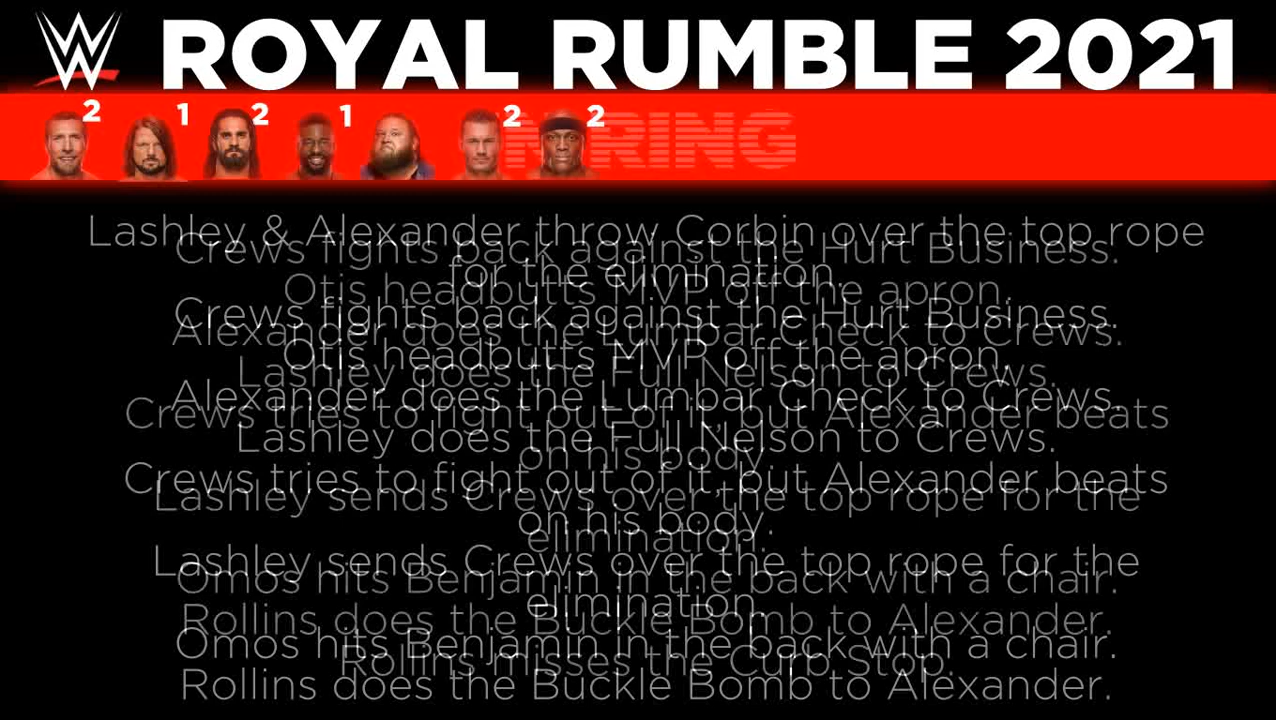 WWE ROYAL RUMBLE 2021
2 1 2 1 2 2
IN RING
Lashley & Alexander throw Corbin over the top rope
Crews fights back against the Hurt Business.
for the elimination.
Otis headbutts MVP off the apron.
Crews fights back against the Hurt Business.
Alexander does the Lumbar Check to Crews.
Otis headbutts MVP off the apron.
Lashley does the Full Nelson to Crews.
Alexander does the Lumbar Check to Crews.
Crews tries to fight out of it, but Alexander beats
Lashley does the Full Nelson to Crews.
on his body.
Crews tries to fight out of it, but Alexander beats
Lashley sends Crews over the top rope for the
on his body.
elimination.
Lashley sends Crews over the top rope for the
Omos hits Benjamin in the back with a chair.
elimination.
Rollins does the Buckle Bomb to Alexander.
Omos hits Benjamin in the back with a chair.
Rollins misses the Curb Stop.
Rollins does the Buckle Bomb to Alexander.